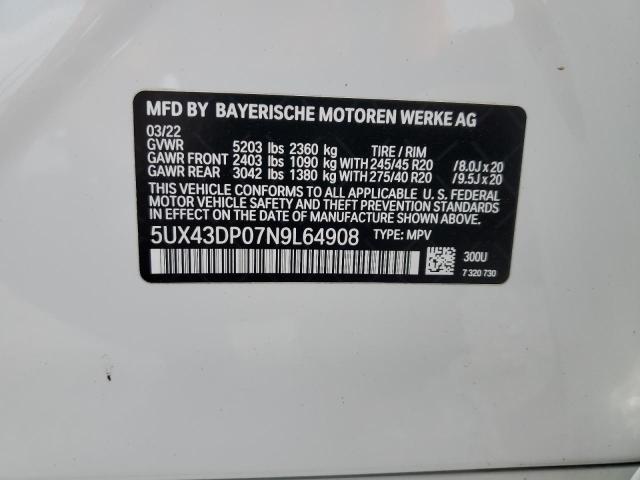 MFD BY BAYERISCHE MOTOREN WERKE AG
03/22
GVWR 5203 lbs 2360 kg TIRE / RIM
GAWR FRONT 2403 lbs 1090 kg WITH 245/45 R20 /8.0J x 20
GAWR REAR 3042 lbs 1380 kg WITH 275/40 R20 /9.5J x 20
THIS VEHICLE CONFORMS TO ALL APPLICABLE U. S. FEDERAL
MOTOR VEHICLE SAFETY, BUMPER, AND THEFT PREVENTION STANDARDS
IN EFFECT ON THE DATE OF MANUFACTURE SHOWN ABOVE.
5UX43DP07N9L64908 TYPE: MPV
300U
7 320 730